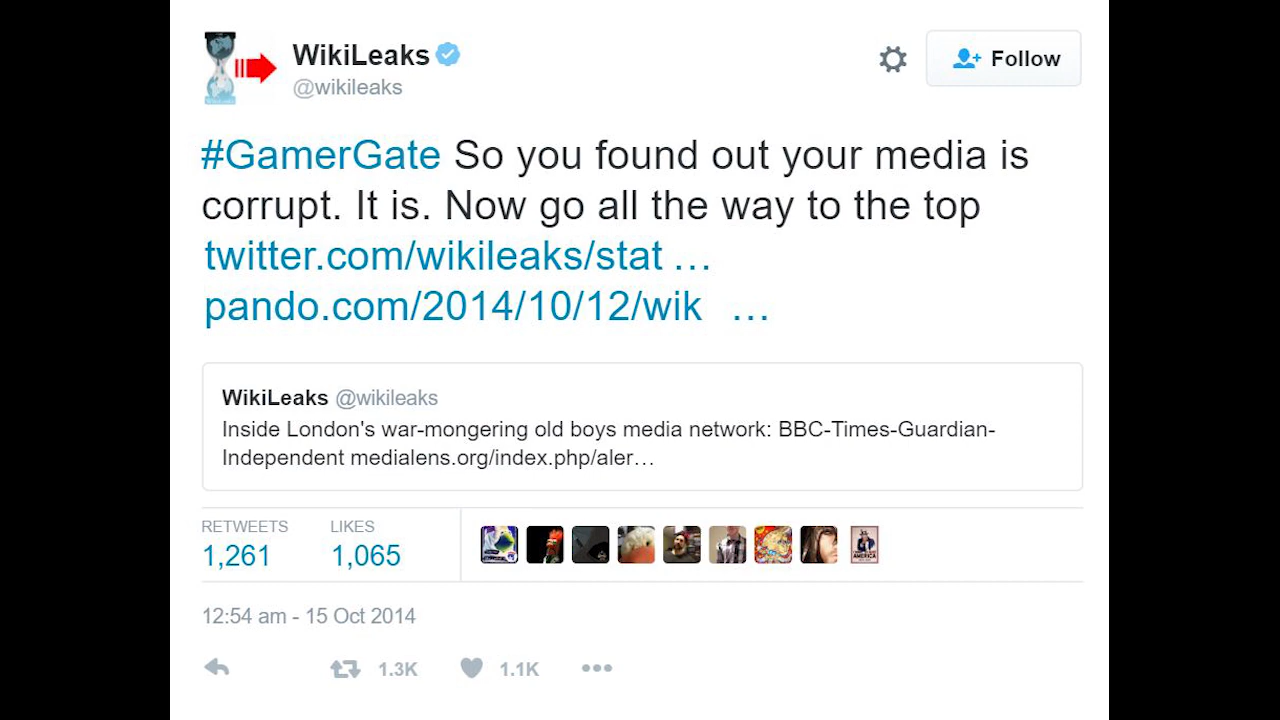 WikiLeaks
@wikileaks
Follow
#GamerGate So you found out your media is
corrupt. It is. Now go all the way to the top
twitter.com/wikileaks/stat …
pando.com/2014/10/12/wik …
WikiLeaks @wikileaks
Inside London's war-mongering old boys media network: BBC-Times-Guardian-
Independent medialens.org/index.php/aler…
RETWEETS LIKES
1,261 1,065
AMERICA
12:54 am - 15 Oct 2014
1.3K 1.1K